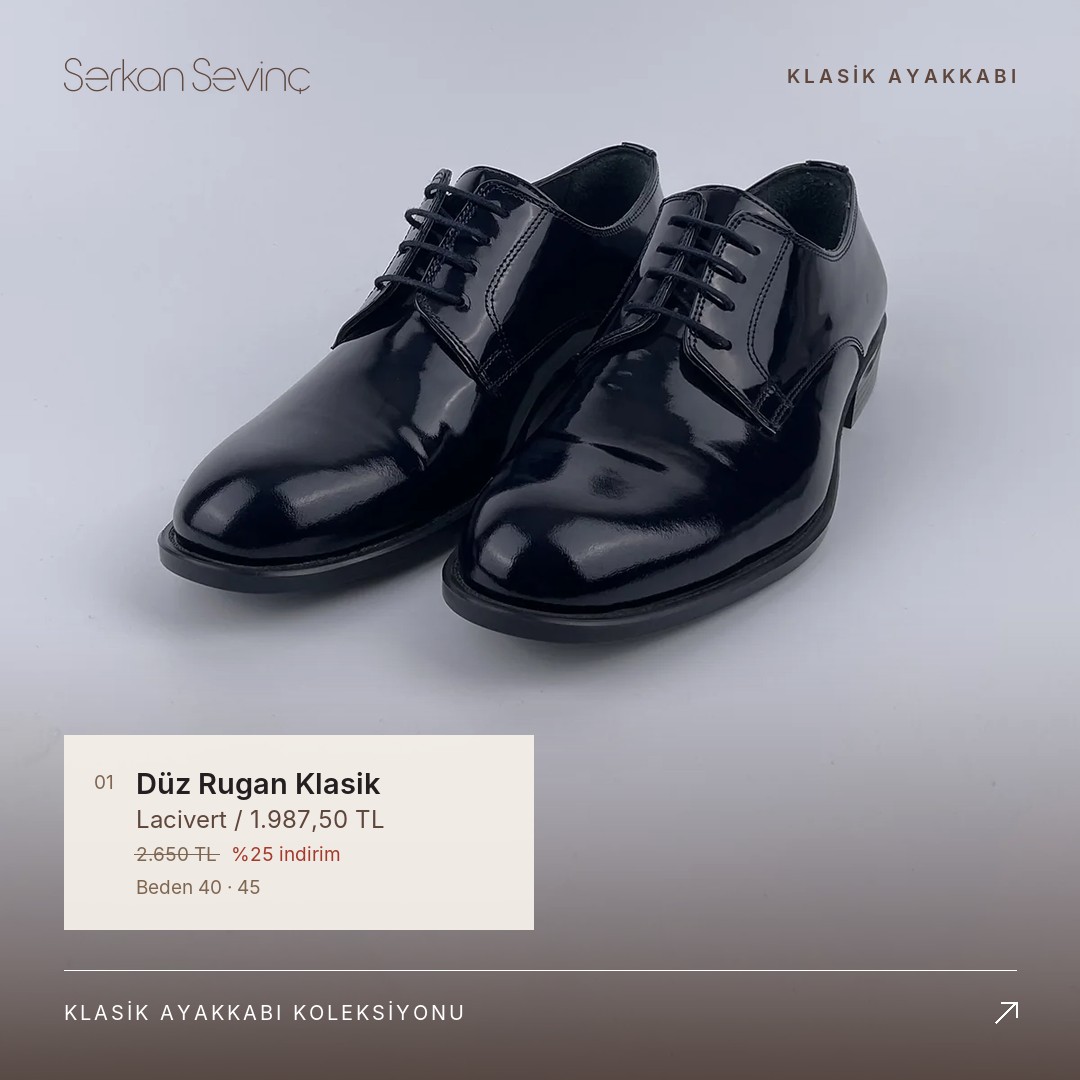 Serkan Sevinç
KLASİK AYAKKABI
01
Düz Rugan Klasik
Lacivert / 1.987,50 TL
2.650 TL %25 indirim
Beden 40 · 45
KLASİK AYAKKABI KOLEKSİYONU